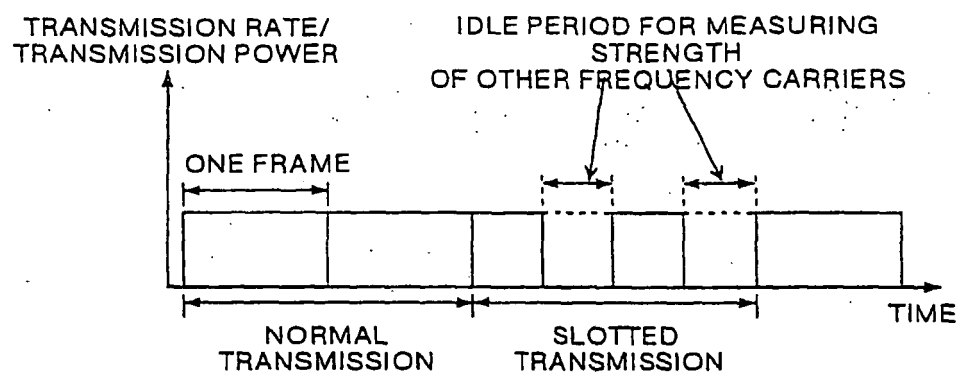 TRANSMISSION RATE/
TRANSMISSION POWER
IDLE PERIOD FOR MEASURING
STRENGTH
OF OTHER FREQUENCY CARRIERS
ONE FRAME
TIME
NORMAL
TRANSMISSION
SLOTTED
TRANSMISSION